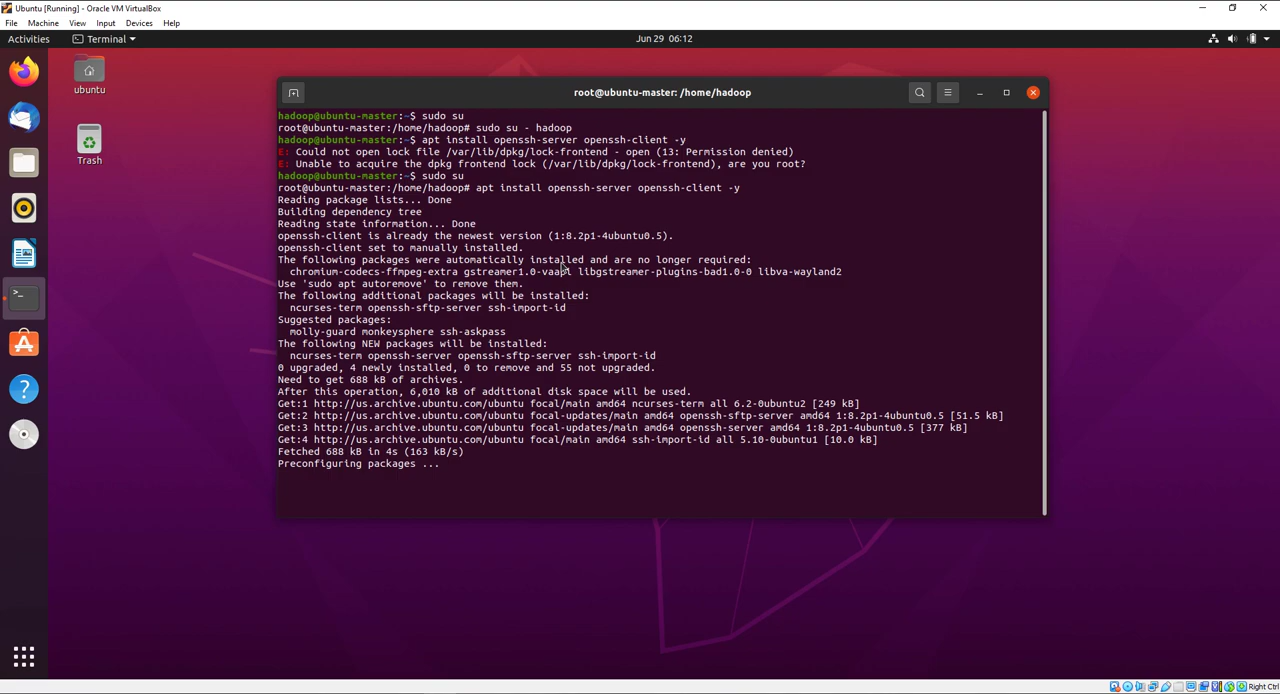 Ubuntu [Running] - Oracle VM VirtualBox
File Machine View Input Devices Help
Activities Terminal Jun 29 06:12
ubuntu
Trash
root@ubuntu-master: /home/hadoop
hadoop@ubuntu-master:~$ sudo su
root@ubuntu-master:/home/hadoop# sudo su - hadoop
hadoop@ubuntu-master:~$ apt install openssh-server openssh-client -y
E: Could not open lock file /var/lib/dpkg/lock-frontend - open (13: Permission denied)
E: Unable to acquire the dpkg frontend lock (/var/lib/dpkg/lock-frontend), are you root?
hadoop@ubuntu-master:~$ sudo su
root@ubuntu-master:/home/hadoop# apt install openssh-server openssh-client -y
Reading package lists... Done
Building dependency tree
Reading state information... Done
openssh-client is already the newest version (1:8.2p1-4ubuntu0.5).
openssh-client set to manually installed.
The following packages were automatically installed and are no longer required:
chromium-codecs-ffmpeg-extra gstreamer1.0-vaapi libgstreamer-plugins-bad1.0-0 libva-wayland2
Use 'sudo apt autoremove' to remove them.
The following additional packages will be installed:
ncurses-term openssh-sftp-server ssh-import-id
Suggested packages:
molly-guard monkeysphere ssh-askpass
The following NEW packages will be installed:
ncurses-term openssh-server openssh-sftp-server ssh-import-id
0 upgraded, 4 newly installed, 0 to remove and 55 not upgraded.
Need to get 688 kB of archives.
After this operation, 6,010 kB of additional disk space will be used.
Get:1 http://us.archive.ubuntu.com/ubuntu focal/main amd64 ncurses-term all 6.2-0ubuntu2 [249 kB]
Get:2 http://us.archive.ubuntu.com/ubuntu focal-updates/main amd64 openssh-sftp-server amd64 1:8.2p1-4ubuntu0.5 [51.5 kB]
Get:3 http://us.archive.ubuntu.com/ubuntu focal-updates/main amd64 openssh-server amd64 1:8.2p1-4ubuntu0.5 [377 kB]
Get:4 http://us.archive.ubuntu.com/ubuntu focal/main amd64 ssh-import-id all 5.10-0ubuntu1 [10.0 kB]
Fetched 688 kB in 4s (163 kB/s)
Preconfiguring packages ...
Right Ctrl